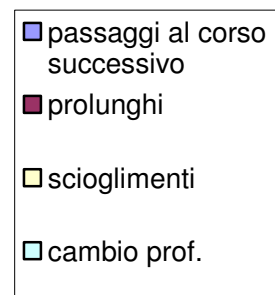 passaggi al corso
successivo
prolunghi
scioglimenti
cambio prof.